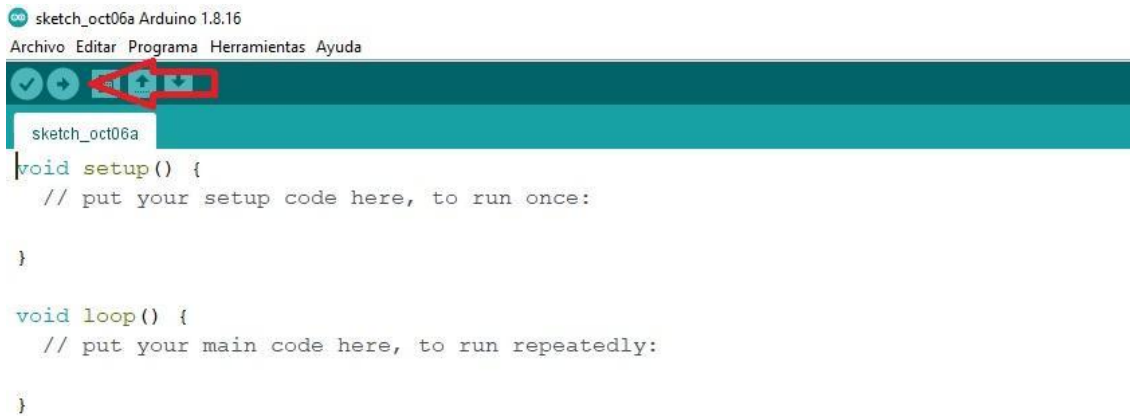 sketch_oct06a Arduino 1.8.16
Archivo Editar Programa Herramientas Ayuda
sketch_oct06a
void setup() {
// put your setup code here, to run once:
}
void loop() {
// put your main code here, to run repeatedly:
}